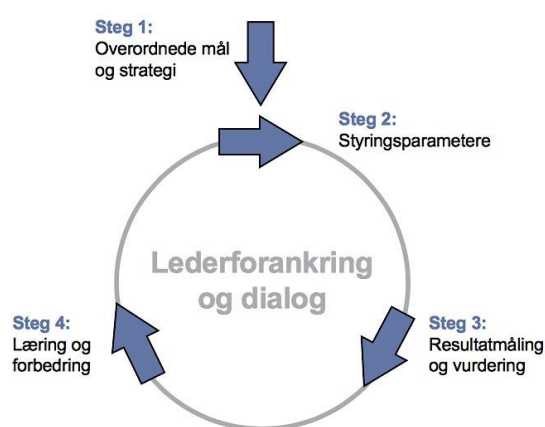 Steg 1:
Overordnede mål
og strategi
Steg 2:
Styringsparametere
Lederforankring
og dialog
Steg 3:
Resultatmåling
og vurdering
Steg 4:
Læring og
forbedring